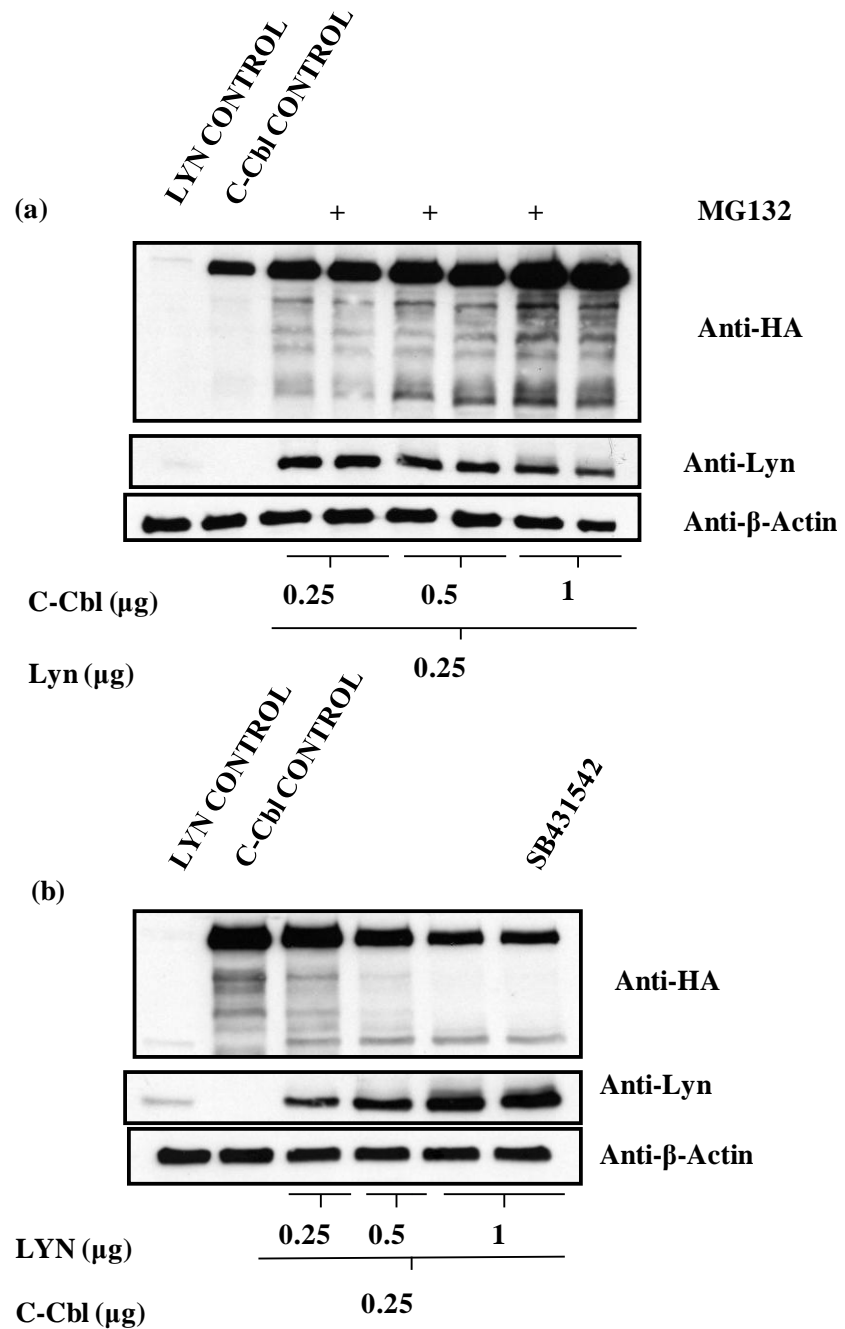 LYN CONTROL
C-Cbl CONTROL
(a)
+ + + MG132
Anti-HA
Anti-Lyn
Anti-β-Actin
C-Cbl (μg) 0.25 0.5 1
Lyn (μg) 0.25
LYN CONTROL
C-Cbl CONTROL
SB431542
(b)
Anti-HA
Anti-Lyn
Anti-β-Actin
LYN (μg) 0.25 0.5 1
C-Cbl (μg) 0.25